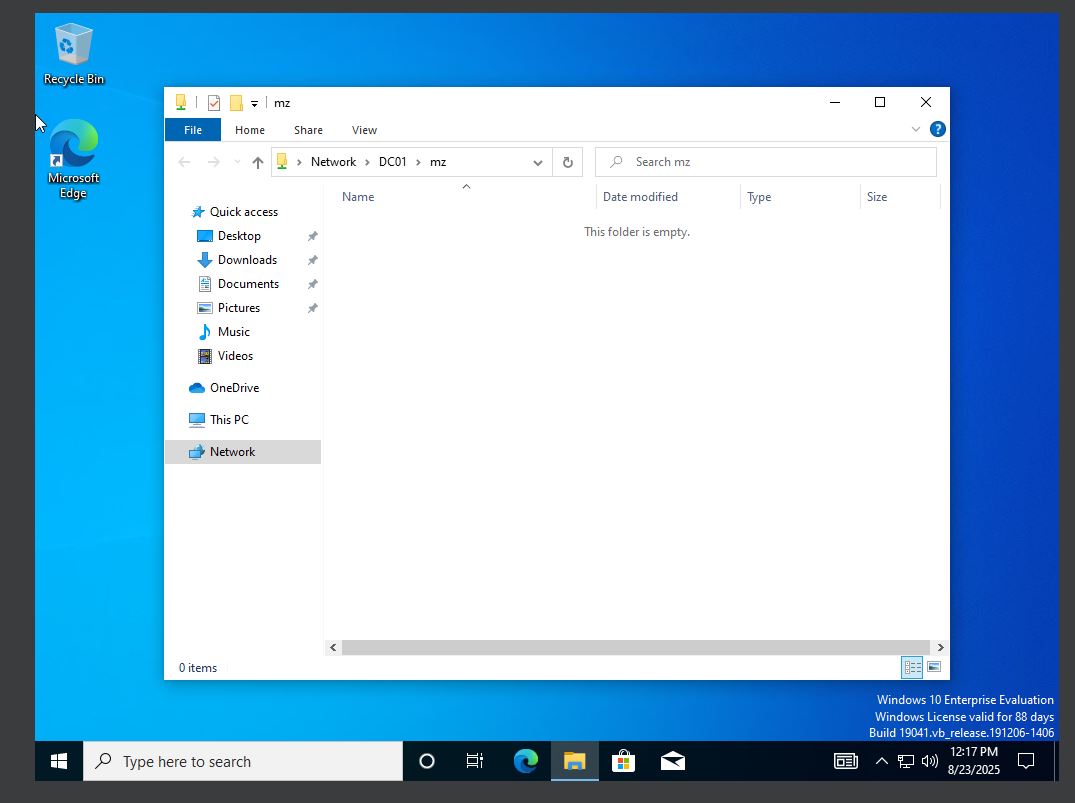 Recycle Bin
Microsoft
Edge
mz
File
Home
Share
View
Network
DC01
mz
Search mz
Name
Date modified
Type
Size
This folder is empty.
Quick access
Desktop
Downloads
Documents
Pictures
Music
Videos
OneDrive
This PC
Network
0 items
Windows 10 Enterprise Evaluation
Windows License valid for 88 days
Build 19041.vb_release.191206-1406
Type here to search
12:17 PM
8/23/2025